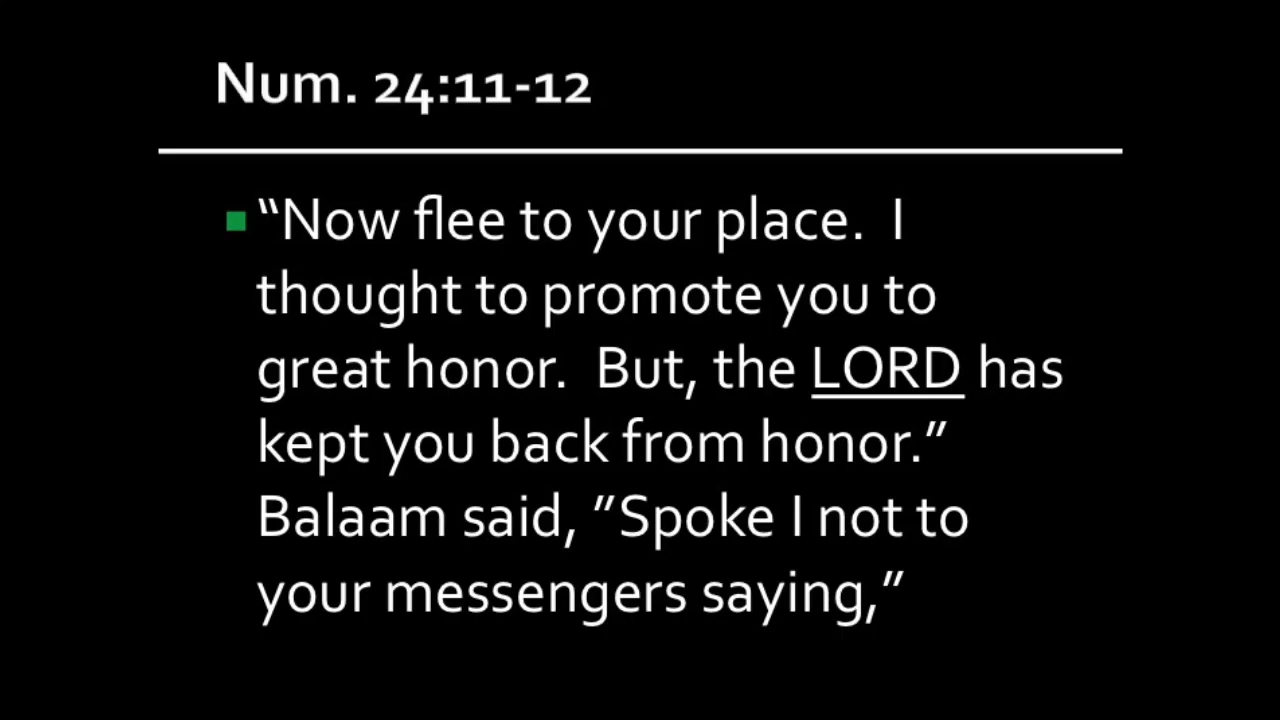 Num. 24:11-12
“Now flee to your place.  I
thought to promote you to
great honor.  But, the LORD has
kept you back from honor.”
Balaam said, ”Spoke I not to
your messengers saying,”